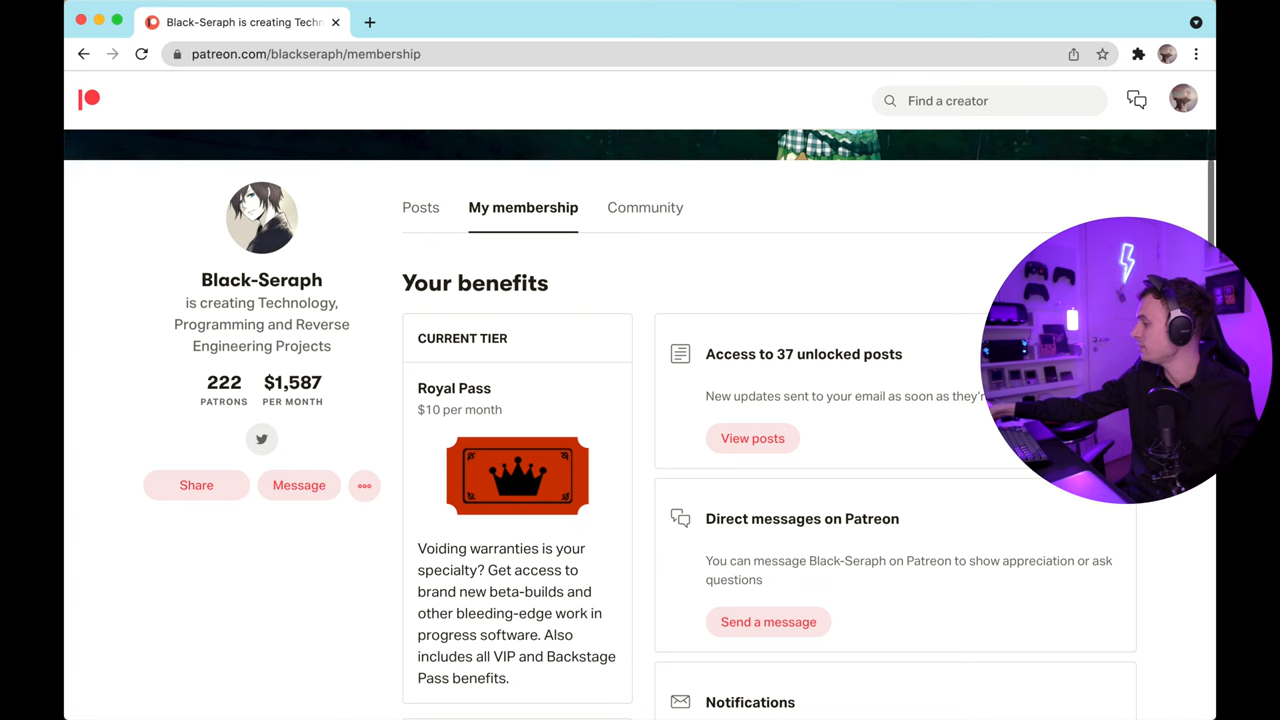 Black-Seraph is creating Techn
patreon.com/blackseraph/membership
Find a creator
Black-Seraph
is creating Technology,
Programming and Reverse
Engineering Projects
222
$1,587
PATRONS
PER MONTH
Share
Message
Posts
My membership
Community
Your benefits
CURRENT TIER
Royal Pass
$10 per month
Voiding warranties is your
specialty? Get access to
brand new beta-builds and
other bleeding-edge work in
progress software. Also
includes all VIP and Backstage
Pass benefits.
Access to 37 unlocked posts
New updates sent to your email as soon as they'r
View posts
Direct messages on Patreon
You can message Black-Seraph on Patreon to show appreciation or ask
questions
Send a message
Notifications